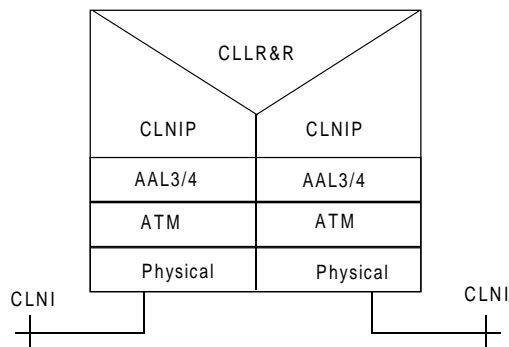 CLLR&R
CLNIP CLNIP
AAL3/4 AAL3/4
ATM ATM
Physical Physical
CLNI CLNI